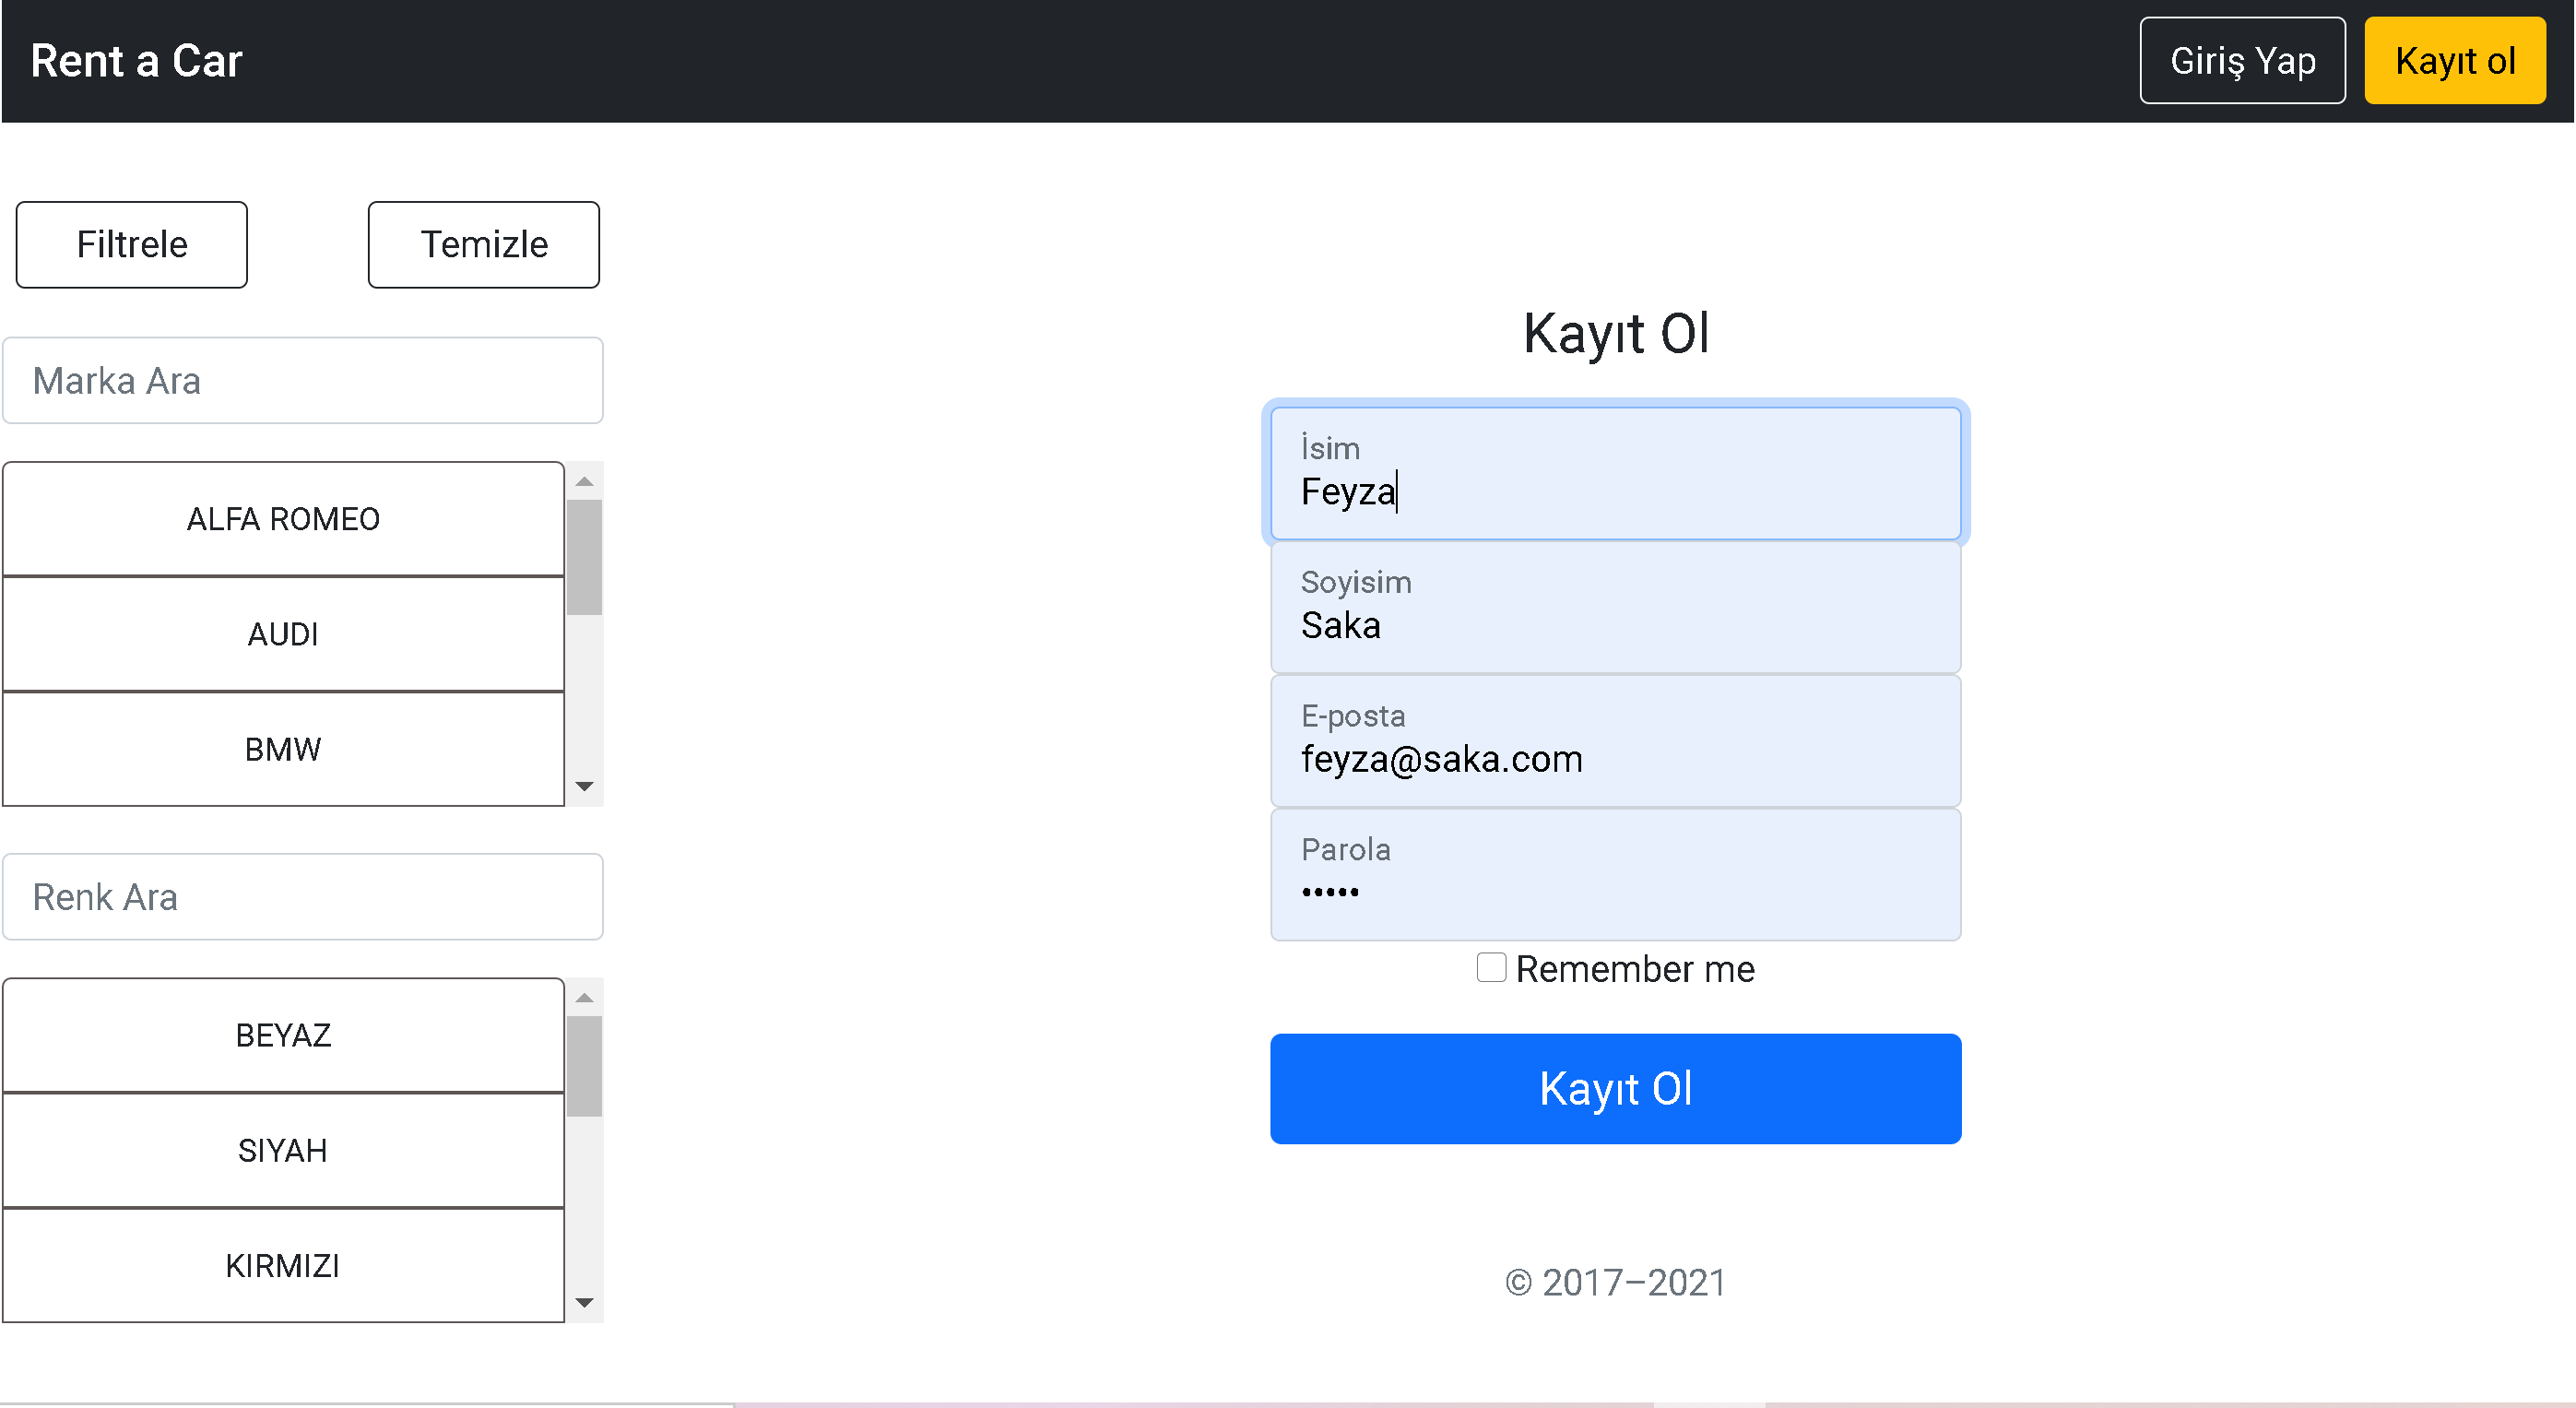 Rent a Car
Giriş Yap
Kayıt ol
Filtrele
Temizle
Marka Ara
ALFA ROMEO
AUDI
BMW
Renk Ara
BEYAZ
SIYAH
KIRMIZI
Kayıt Ol
İsim
Feyza
Soyisim
Saka
E-posta
feyza@saka.com
Parola
•••••
Remember me
Kayıt Ol
© 2017–2021